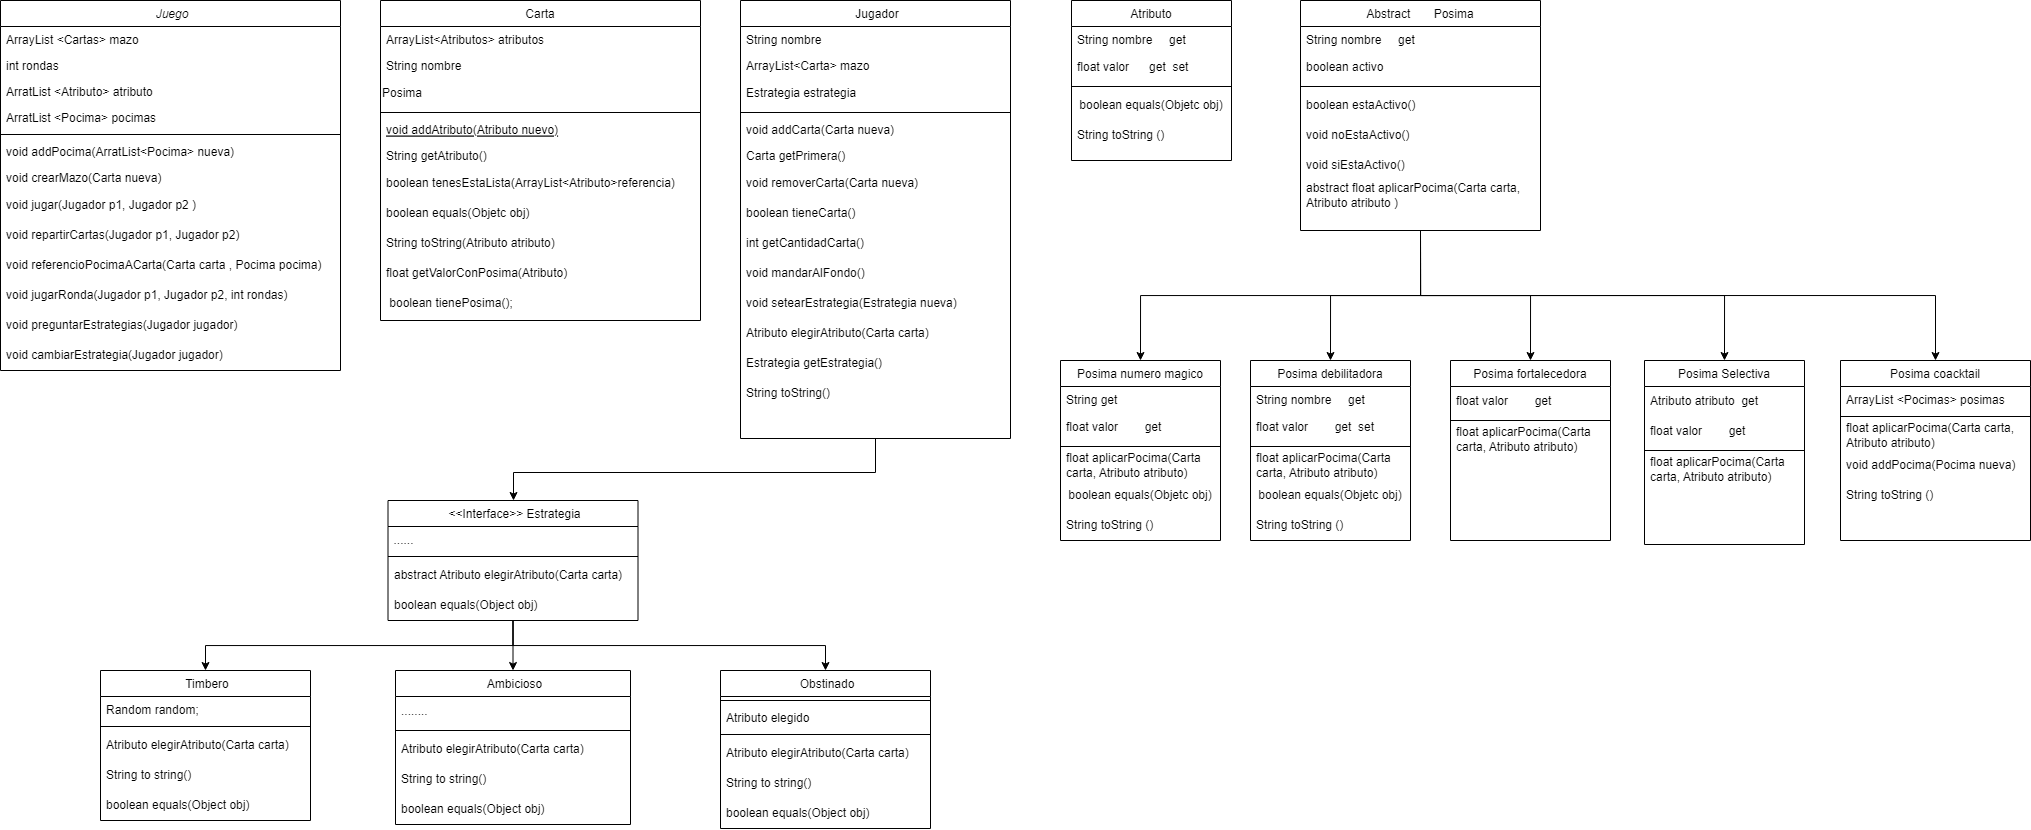 Juego
ArrayList <Cartas> mazo
int rondas
ArratList <Atributo> atributo
ArratList <Pocima> pocimas
void addPocima(ArratList<Pocima> nueva)
void crearMazo(Carta nueva)
void jugar(Jugador p1, Jugador p2 )
void repartirCartas(Jugador p1, Jugador p2)
void referencioPocimaACarta(Carta carta , Pocima pocima)
void jugarRonda(Jugador p1, Jugador p2, int rondas)
void preguntarEstrategias(Jugador jugador)
void cambiarEstrategia(Jugador jugador)
Carta
ArrayList<Atributos> atributos
String nombre
Posima
void addAtributo(Atributo nuevo)
String getAtributo()
boolean tenesEstaLista(ArrayList<Atributo>referencia)
boolean equals(Objetc obj)
String toString(Atributo atributo)
float getValorConPosima(Atributo)
boolean tienePosima();
Jugador
String nombre
ArrayList<Carta> mazo
Estrategia estrategia
void addCarta(Carta nueva)
Carta getPrimera()
void removerCarta(Carta nueva)
boolean tieneCarta()
int getCantidadCarta()
void mandarAlFondo()
void setearEstrategia(Estrategia nueva)
Atributo elegirAtributo(Carta carta)
Estrategia getEstrategia()
String toString()
Atributo
String nombre get
float valor get set
boolean equals(Objetc obj)
String toString ()
Abstract Posima
String nombre get
boolean activo
boolean estaActivo()
void noEstaActivo()
void siEstaActivo()
abstract float aplicarPocima(Carta carta,
Atributo atributo )
Posima numero magico
String get
float valor get
float aplicarPocima(Carta
carta, Atributo atributo)
boolean equals(Objetc obj)
String toString ()
Posima debilitadora
String nombre get
float valor get set
float aplicarPocima(Carta
carta, Atributo atributo)
boolean equals(Objetc obj)
String toString ()
Posima fortalecedora
float valor get
float aplicarPocima(Carta
carta, Atributo atributo)
Posima Selectiva
Atributo atributo get
float valor get
float aplicarPocima(Carta
carta, Atributo atributo)
Posima coacktail
ArrayList <Pocimas> posimas
float aplicarPocima(Carta carta,
Atributo atributo)
void addPocima(Pocima nueva)
String toString ()
<<Interface>> Estrategia
......
abstract Atributo elegirAtributo(Carta carta)
boolean equals(Object obj)
Timbero
Random random;
Atributo elegirAtributo(Carta carta)
String to string()
boolean equals(Object obj)
Ambicioso
........
Atributo elegirAtributo(Carta carta)
String to string()
boolean equals(Object obj)
Obstinado
Atributo elegido
Atributo elegirAtributo(Carta carta)
String to string()
boolean equals(Object obj)